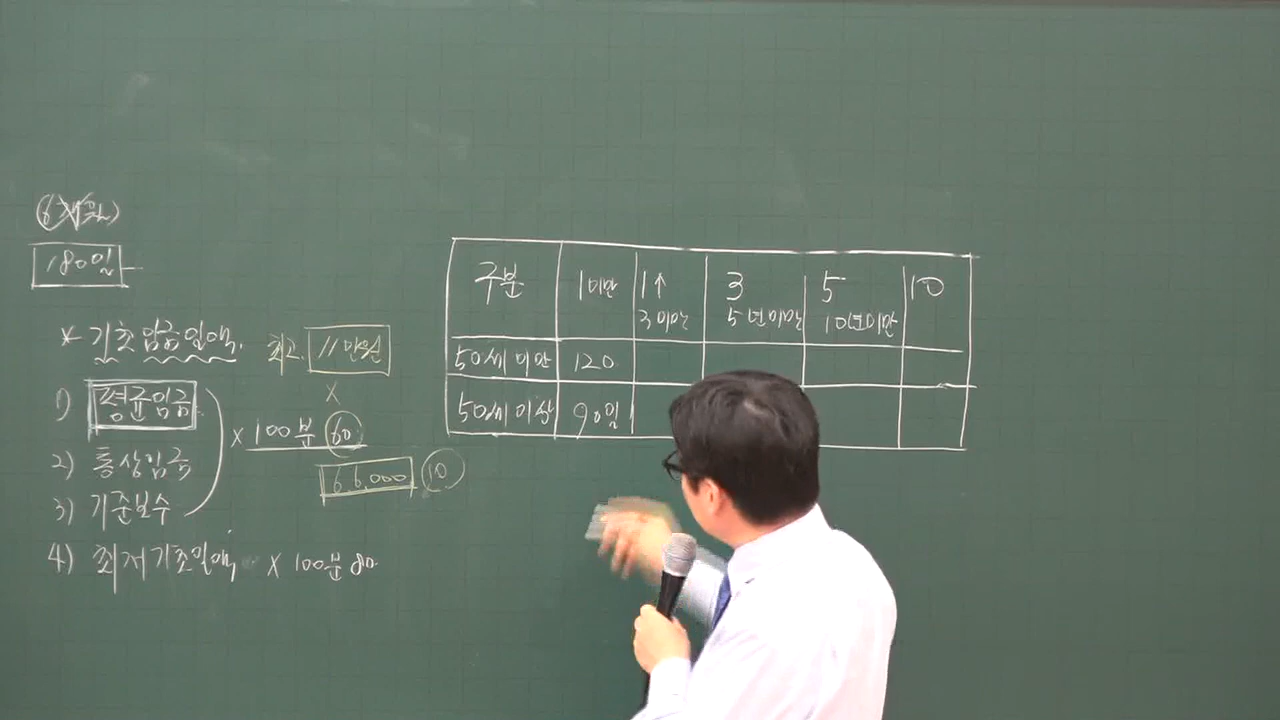 180일
* 기초임금일액. 최고. 11만원
X
1) 평균임금
X 100분 60
2) 통상임금
66,000 10
3) 기준보수
4) 최저기초일액 X 100분 80
구분 1미만 1↑ 3미만 3 5년미만 5 10년미만 10
50세 미만 120
50세 이상 90일